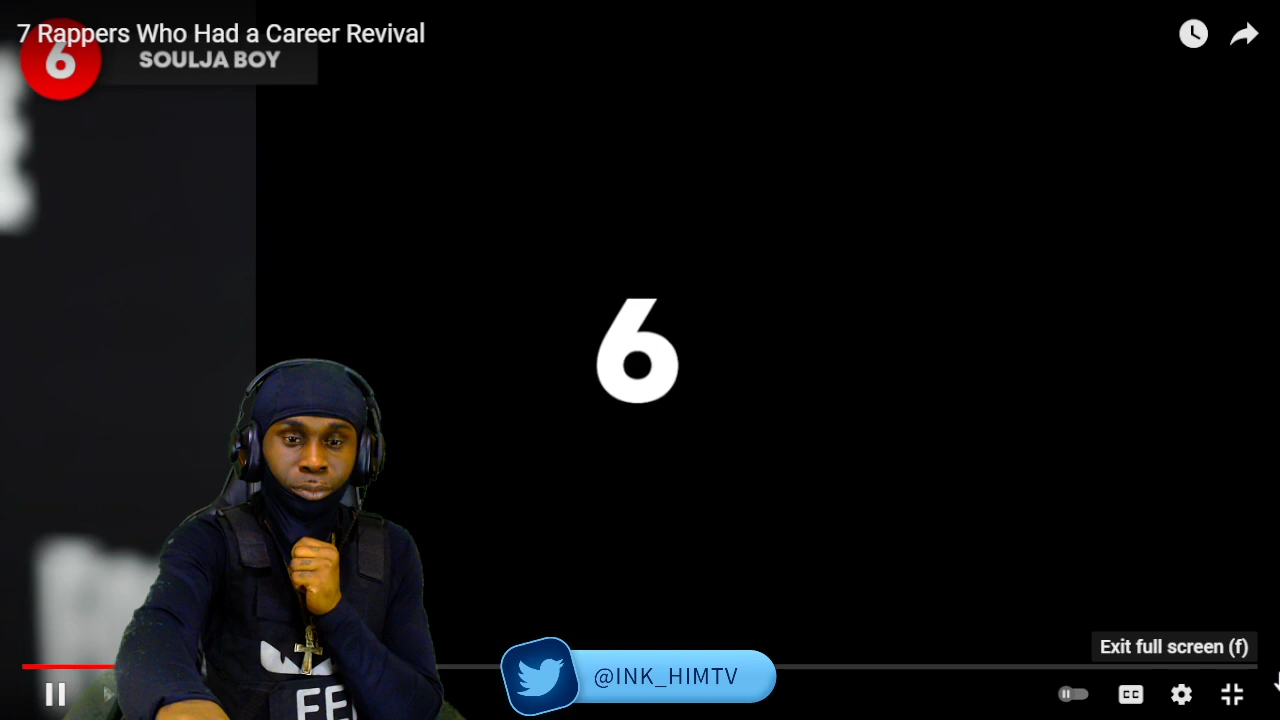 7 Rappers Who Had a Career Revival
6
SOULJA BOY
6
Exit full screen (f)
@INK_HIMTV
CC